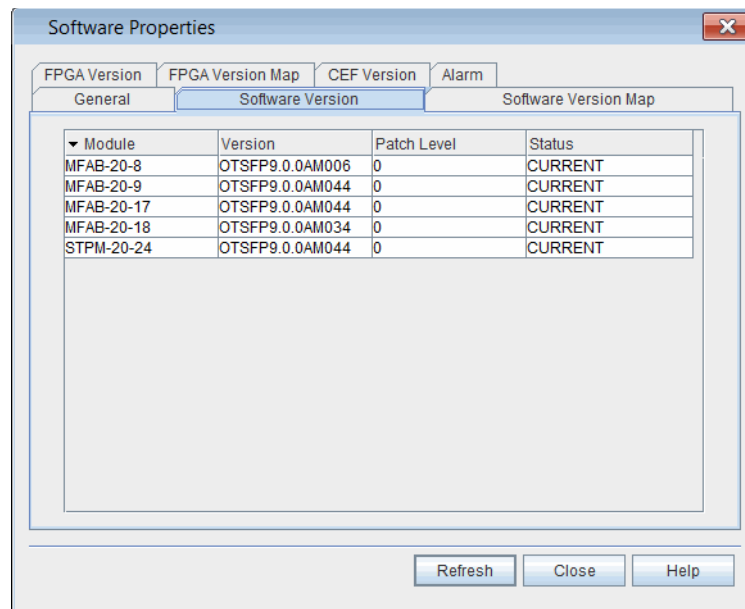 Software Properties
FPGA Version FPGA Version Map CEF Version Alarm
General Software Version Software Version Map
Module Version Patch Level Status
MFAB-20-8 OTSFP9.0.0AM006 0 CURRENT
MFAB-20-9 OTSFP9.0.0AM044 0 CURRENT
MFAB-20-17 OTSFP9.0.0AM044 0 CURRENT
MFAB-20-18 OTSFP9.0.0AM034 0 CURRENT
STPM-20-24 OTSFP9.0.0AM044 0 CURRENT
Refresh Close Help